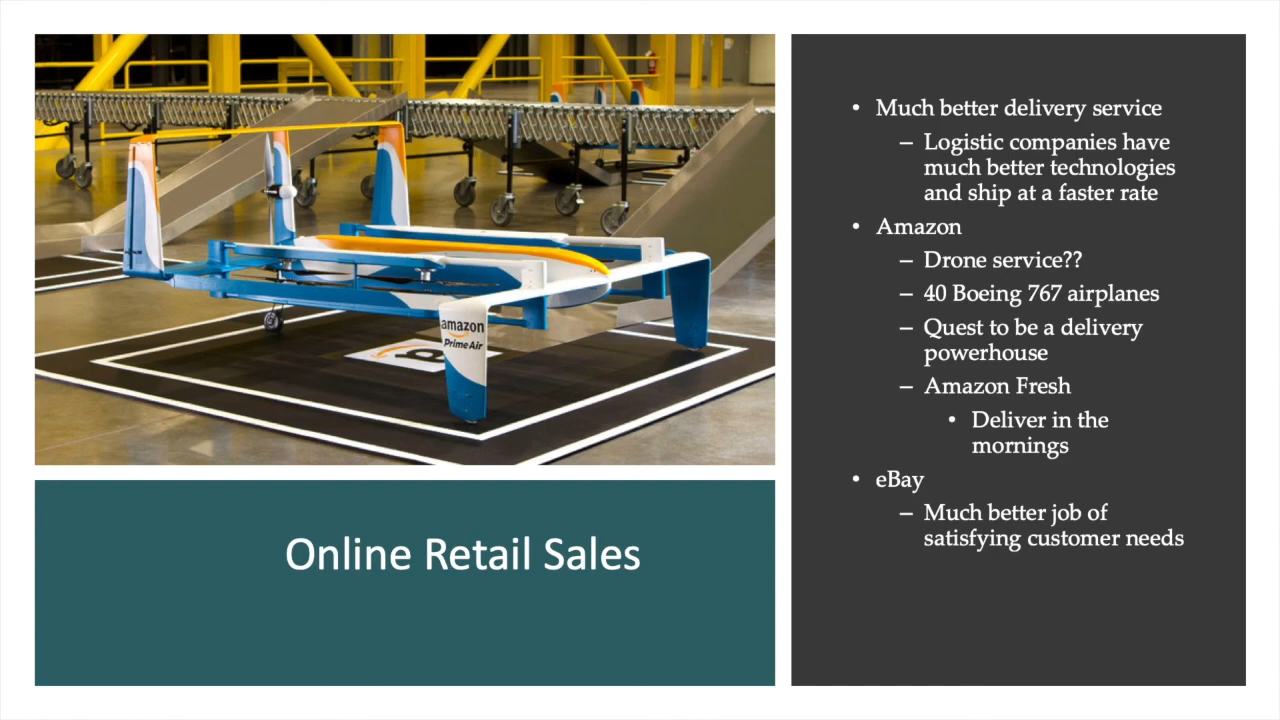 amazon
Prime Air
Online Retail Sales
• Much better delivery service
– Logistic companies have
much better technologies
and ship at a faster rate
• Amazon
– Drone service??
– 40 Boeing 767 airplanes
– Quest to be a delivery
powerhouse
– Amazon Fresh
• Deliver in the
mornings
• eBay
– Much better job of
satisfying customer needs